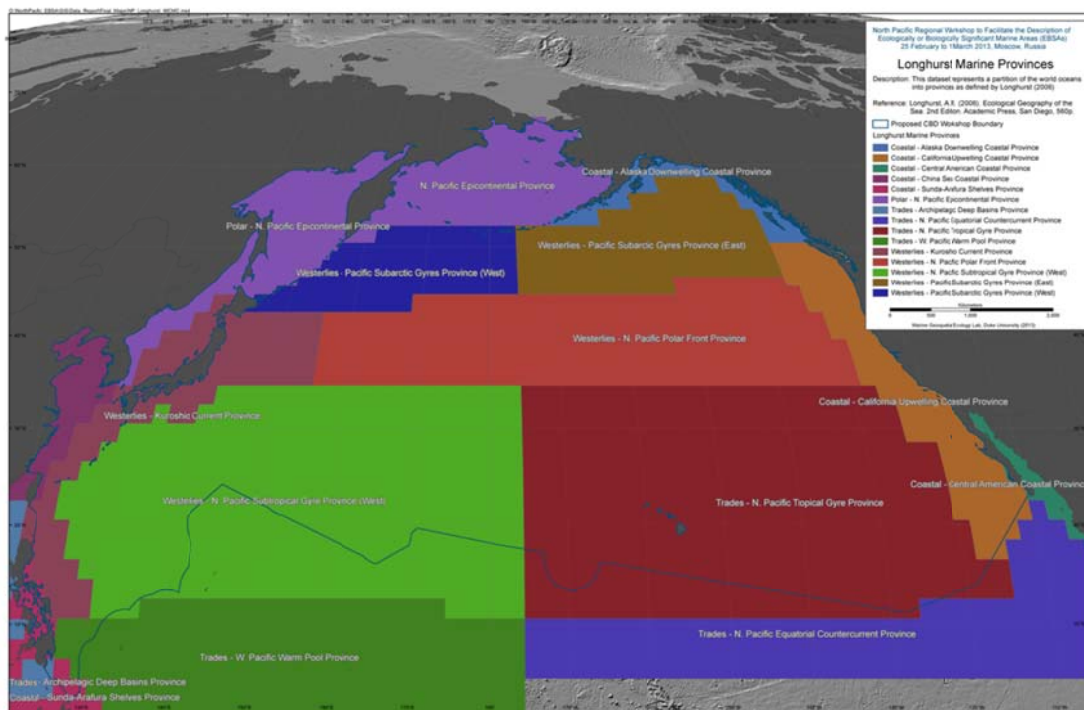 North Pacific Regional Workshop to Facilitate the Description of
Ecologically or Biologically Significant Marine Areas (EBSAs)
25 February to 1March 2013, Moscow, Russia
Longhurst Marine Provinces
Description: This dataset represents a partition of the world oceans
into provinces as defined by Longhurst (2006)
Reference: Longhurst, A.R. (2006). Ecological Geography of the
Sea. 2nd Edition. Academic Press, San Diego, 560p.
Proposed CBD Workshop Boundary
Longhurst Marine Provinces
Coastal - Alaska Downwelling Coastal Province
Coastal - California Upwelling Coastal Province
Coastal - Central American Coastal Province
Coastal - China Sea Coastal Province
Coastal - Sunda-Arafura Shelves Province
Polar - N. Pacific Epicontinental Province
Trades - Archipelagic Deep Basins Province
Trades - N. Pacific Equatorial Countercurrent Province
Trades - N. Pacific Tropical Gyre Province
Trades - W. Pacific Warm Pool Province
Westerlies - Kuroshio Current Province
Westerlies - N. Pacific Polar Front Province
Westerlies - N. Pacific Subtropical Gyre Province (West)
Westerlies - Pacific Subarctic Gyres Province (East)
Westerlies - Pacific Subarctic Gyres Province (West)
Kilometers
Marine Geospatial Ecology Lab, Duke University (2013)
Coastal - Alaska Downwelling Coastal Province
N. Pacific Epicontinental Province
Polar - N. Pacific Epicontinental Province
Westerlies - Pacific Subarctic Gyres Province (East)
Westerlies - Pacific Subarctic Gyres Province (West)
Westerlies - N. Pacific Polar Front Province
Coastal - California Upwelling Coastal Province
Westerlies - Kuroshio Current Province
Coastal - Central American Coastal Province
Westerlies - N. Pacific Subtropical Gyre Province (West)
Trades - N. Pacific Tropical Gyre Province
Trades - N. Pacific Equatorial Countercurrent Province
Trades - W. Pacific Warm Pool Province
Trades - Archipelagic Deep Basins Province
Coastal - Sunda-Arafura Shelves Province